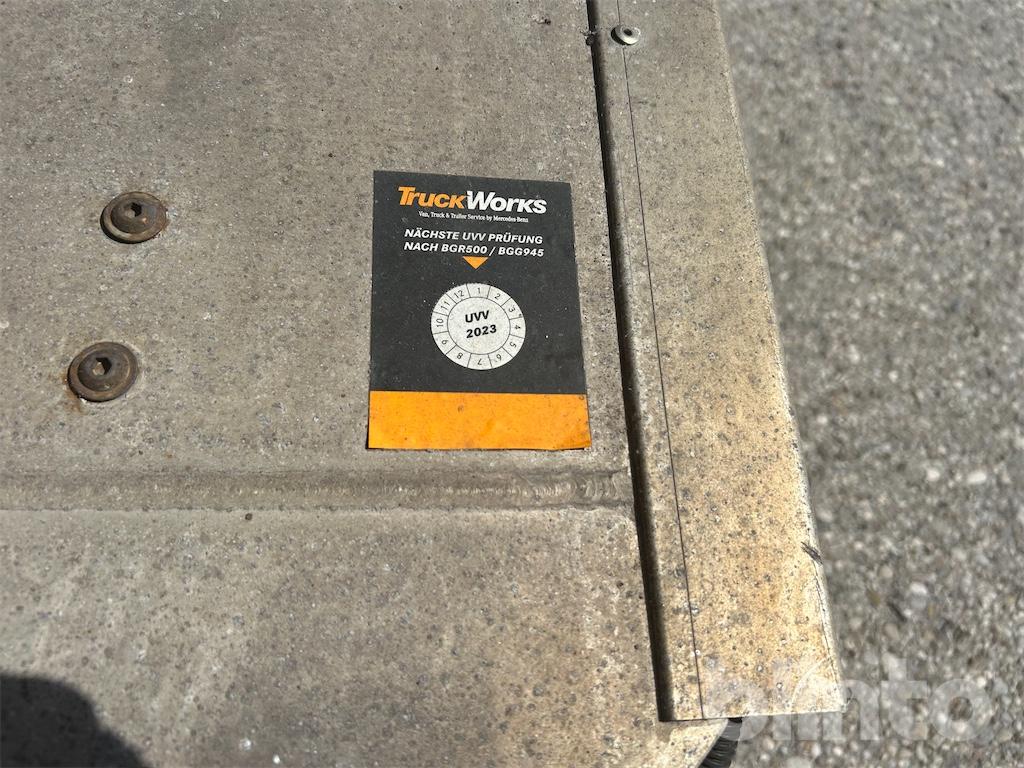 TruckWorks
Van, Truck & Trailer Service by Mercedes-Benz
NÄCHSTE UVV PRÜFUNG
NACH BGR500 / BGG945
12 1 2 3 4 5 6 7 8 9 10 11
UVV
2023
blinto